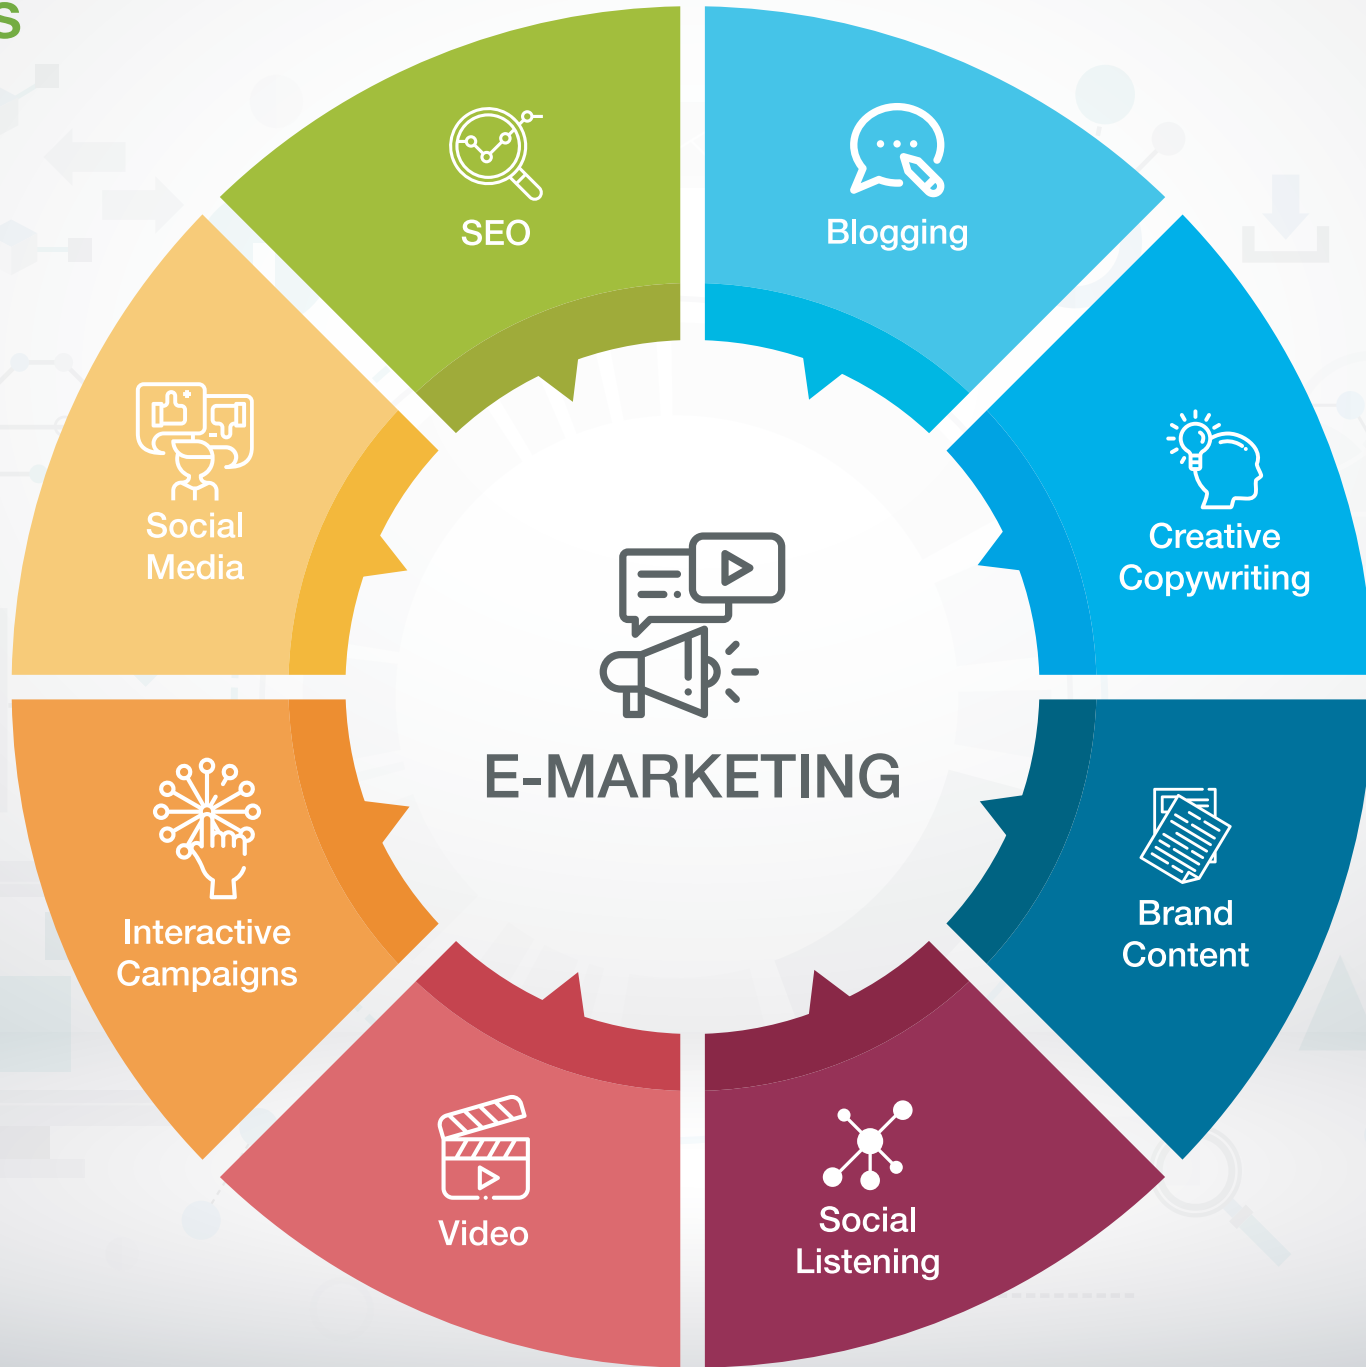 s
SEO
Blogging
Social
Media
Creative
Copywriting
E-MARKETING
Interactive
Campaigns
Brand
Content
Video
Social
Listening